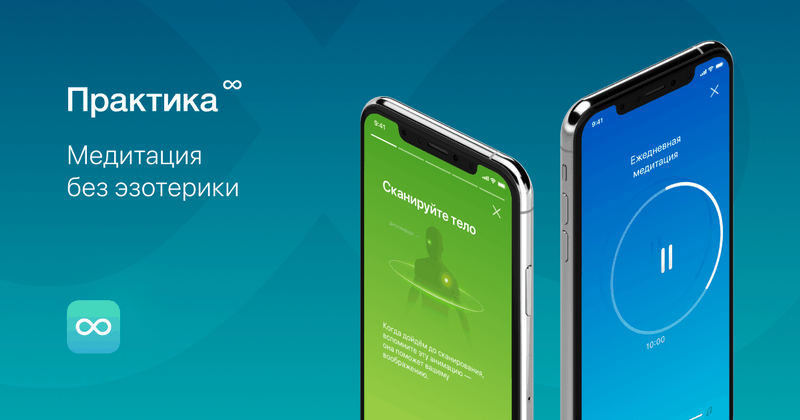 Практика∞
Медитация
без эзотерики
9:41
Сканируйте тело
Когда дойдём до сканирования,
вспомните эту анимацию —
она поможет вашему
воображению.
9:41
Ежедневная
медитация
10:00